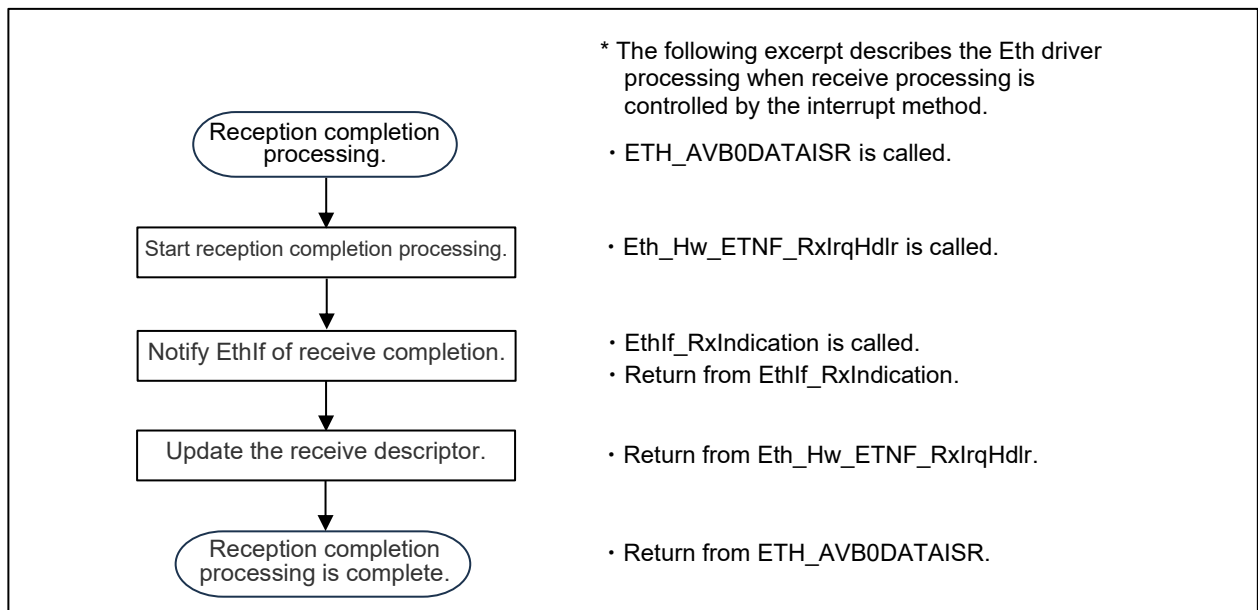 * The following excerpt describes the Eth driver
processing when receive processing is
controlled by the interrupt method.
Reception completion
processing.
・ETH_AVB0DATAISR is called.
Start reception completion processing.
・Eth_Hw_ETNF_RxIrqHdlr is called.
Notify EthIf of receive completion.
・EthIf_RxIndication is called.
・Return from EthIf_RxIndication.
Update the receive descriptor.
・Return from Eth_Hw_ETNF_RxIrqHdlr.
Reception completion
processing is complete.
・Return from ETH_AVB0DATAISR.